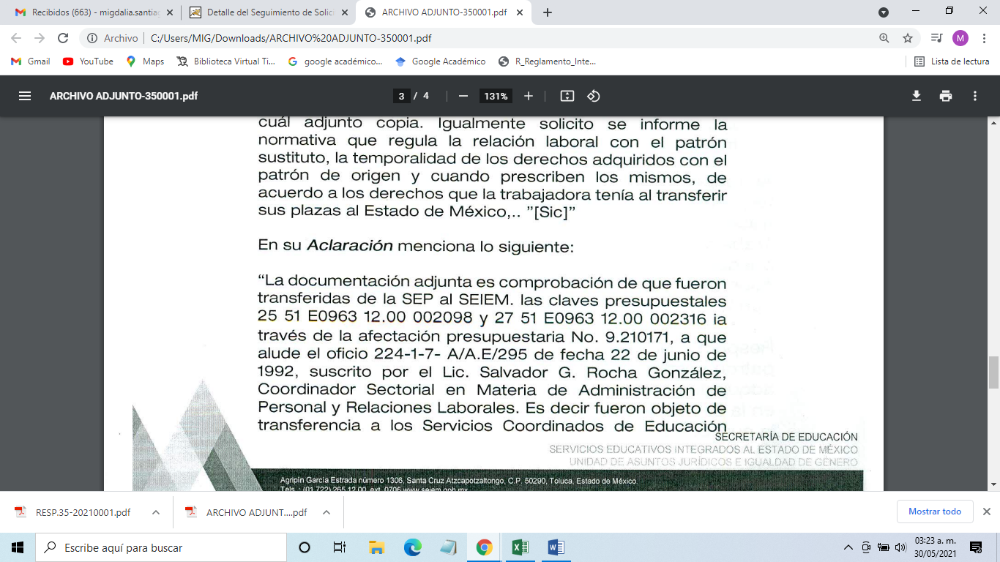 Recibidos (663) - migdalia.santia
Detalle del Seguimiento de Solici
ARCHIVO ADJUNTO-350001.pdf
Archivo
C:/Users/MIG/Downloads/ARCHIVO%20ADJUNTO-350001.pdf
M
Gmail
YouTube
Maps
Biblioteca Virtual Ti...
google académico...
Google Académico
R_Reglamento_Inte...
Lista de lectura
ARCHIVO ADJUNTO-350001.pdf
3 / 4
131%
cuál adjunto copia. Igualmente solicito se informe la
normativa que regula la relación laboral con el patrón
sustituto, la temporalidad de los derechos adquiridos con el
patrón de origen y cuando prescriben los mismos, de
acuerdo a los derechos que la trabajadora tenía al transferir
sus plazas al Estado de México,.. ”[Sic]”
En su Aclaración menciona lo siguiente:
“La documentación adjunta es comprobación de que fueron
transferidas de la SEP al SEIEM. las claves presupuestales
25 51 E0963 12.00 002098 y 27 51 E0963 12.00 002316 ia
través de la afectación presupuestaria No. 9.210171, a que
alude el oficio 224-1-7- A/A.E/295 de fecha 22 de junio de
1992, suscrito por el Lic. Salvador G. Rocha González,
Coordinador Sectorial en Materia de Administración de
Personal y Relaciones Laborales. Es decir fueron objeto de
transferencia a los Servicios Coordinados de Educación
SECRETARÍA DE EDUCACIÓN
SERVICIOS EDUCATIVOS INTEGRADOS AL ESTADO DE MÉXICO
UNIDAD DE ASUNTOS JURÍDICOS E IGUALDAD DE GÉNERO
Agripín García Estrada número 1306, Santa Cruz Atzcapotzaltongo, C.P. 50290, Toluca, Estado de México.
Tels. : (01 722) 265 12 00, ext. 0706 www.seiem.gob.mx
RESP.35-20210001.pdf
ARCHIVO ADJUNT....pdf
Mostrar todo
Escribe aquí para buscar
03:23 a. m.
30/05/2021